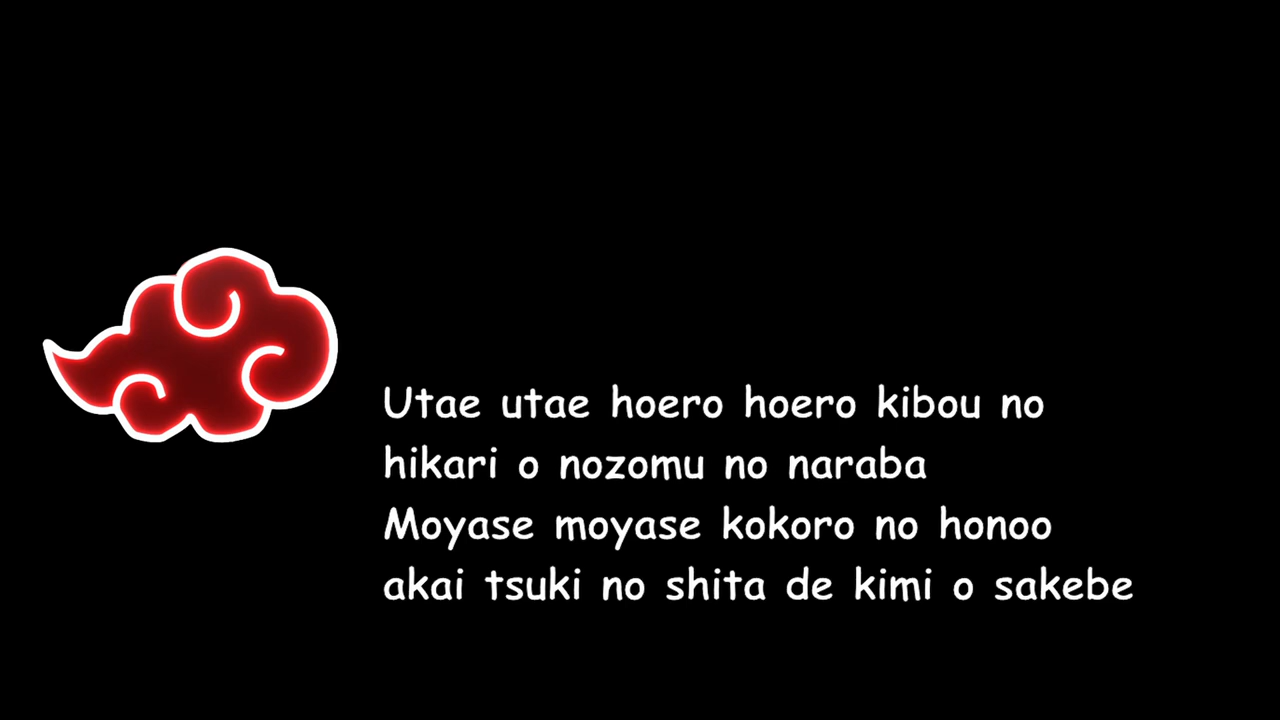 Utae utae hoero hoero kibou no
hikari o nozomu no naraba
Moyase moyase kokoro no honoo
akai tsuki no shita de kimi o sakebe